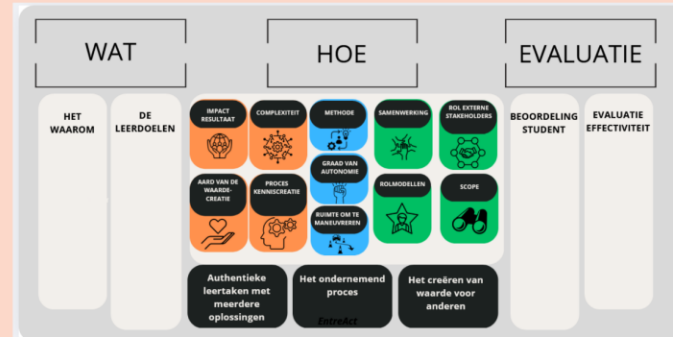 WAT
HOE
EVALUATIE
HET
WAAROM
DE
LEERDOELEN
IMPACT
RESULTAAT
COMPLEXITEIT
METHODE
SAMENWERKING
ROL EXTERNE
STAKEHOLDERS
GRAAD VAN
AUTONOMIE
AARD VAN DE
WAARDE-
CREATIE
PROCES
KENNISCREATIE
RUIMTE OM TE
MANEUVREREN
ROLMODELLEN
SCOPE
BEOORDELING
STUDENT
EVALUATIE
EFFECTIVITEIT
Authentieke
leertaken met
meerdere
oplossingen
Het ondernemend
proces
EntreAct
Het creëren van
waarde voor
anderen